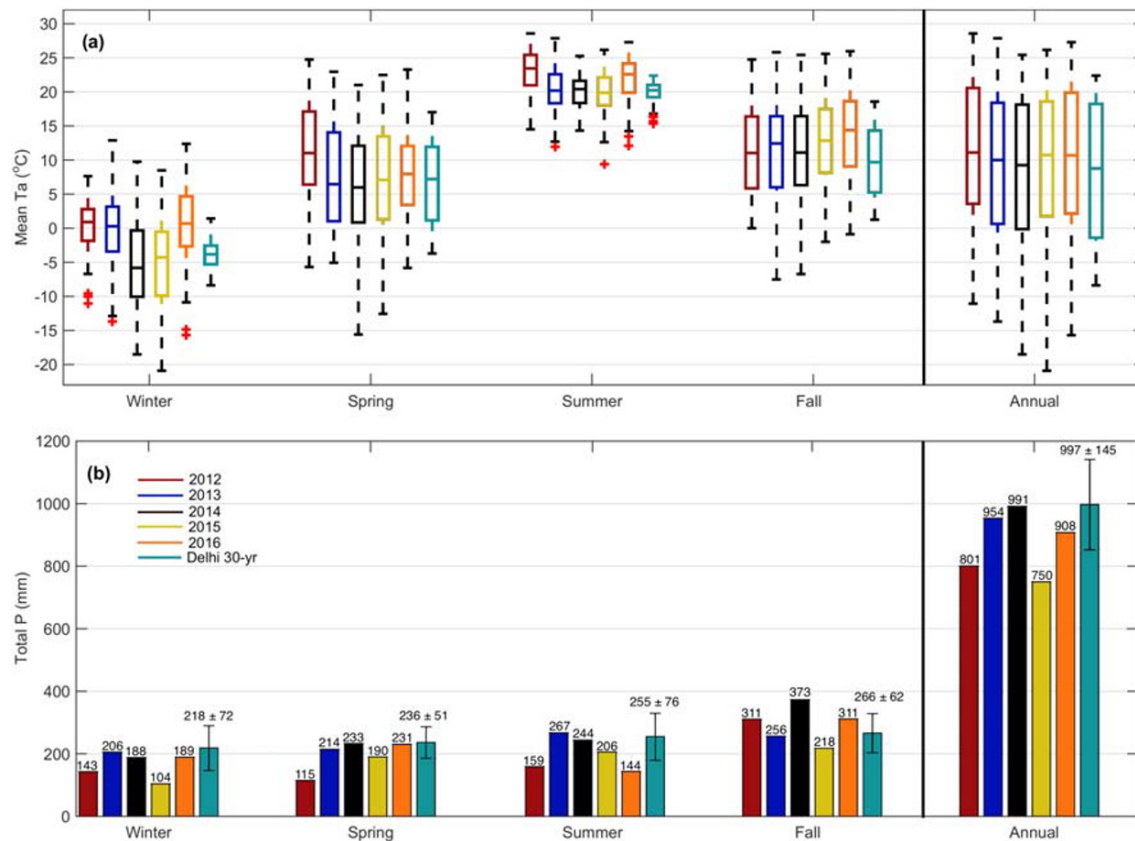 (a)
30
25
20
15
10
5
0
-5
-10
-15
-20
Mean Ta (°C)
Winter Spring Summer Fall Annual
(b)
1200
1000
800
600
400
200
0
Total P (mm)
2012
2013
2014
2015
2016
Delhi 30-yr
143 206 188 104 189 218 ± 72
115 214 233 190 231 236 ± 51
159 267 244 206 144 255 ± 76
311 256 373 218 311 266 ± 62
801 954 991 750 908 997 ± 145
Winter Spring Summer Fall Annual